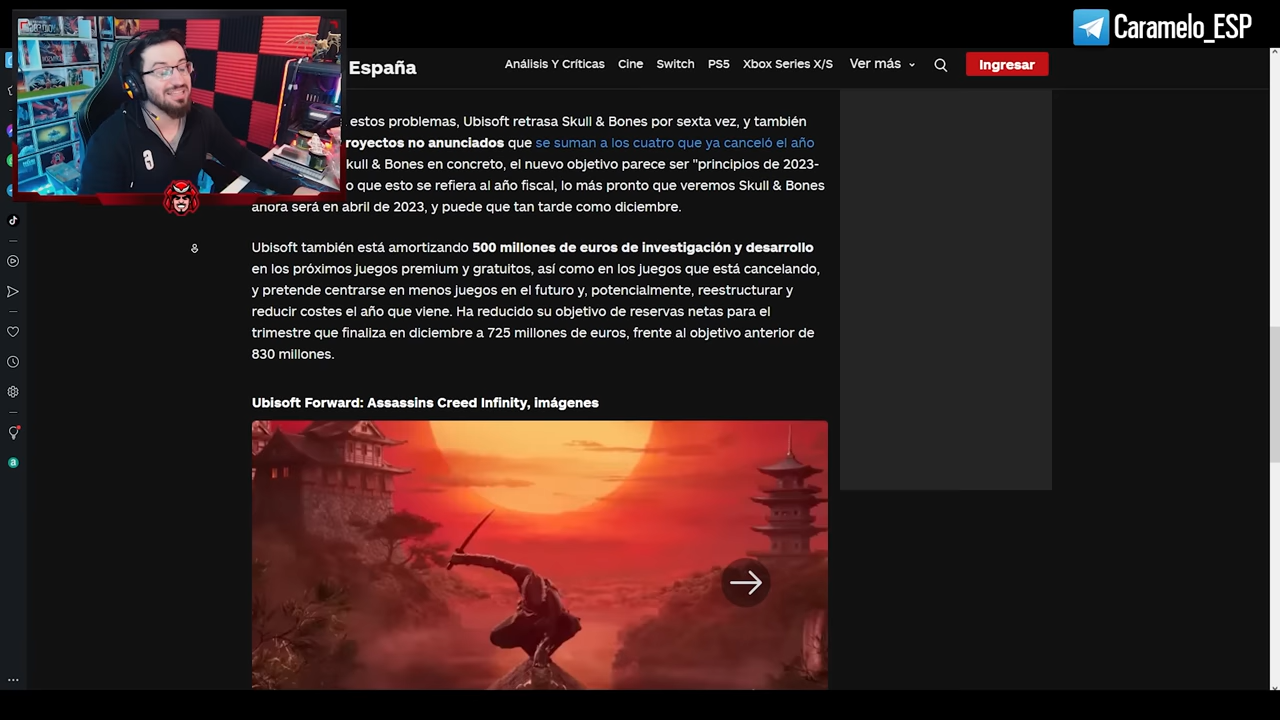 Caramelo_ESP
España
Análisis Y Críticas Cine Switch PS5 Xbox Series X/S Ver más Ingresar
estos problemas, Ubisoft retrasa Skull & Bones por sexta vez, y también
royectos no anunciados que se suman a los cuatro que ya canceló el año
kull & Bones en concreto, el nuevo objetivo parece ser "principios de 2023-
o que esto se refiera al año fiscal, lo más pronto que veremos Skull & Bones
ahora será en abril de 2023, y puede que tan tarde como diciembre.
Ubisoft también está amortizando 500 millones de euros de investigación y desarrollo
en los próximos juegos premium y gratuitos, así como en los juegos que está cancelando,
y pretende centrarse en menos juegos en el futuro y, potencialmente, reestructurar y
reducir costes el año que viene. Ha reducido su objetivo de reservas netas para el
trimestre que finaliza en diciembre a 725 millones de euros, frente al objetivo anterior de
830 millones.
Ubisoft Forward: Assassins Creed Infinity, imágenes